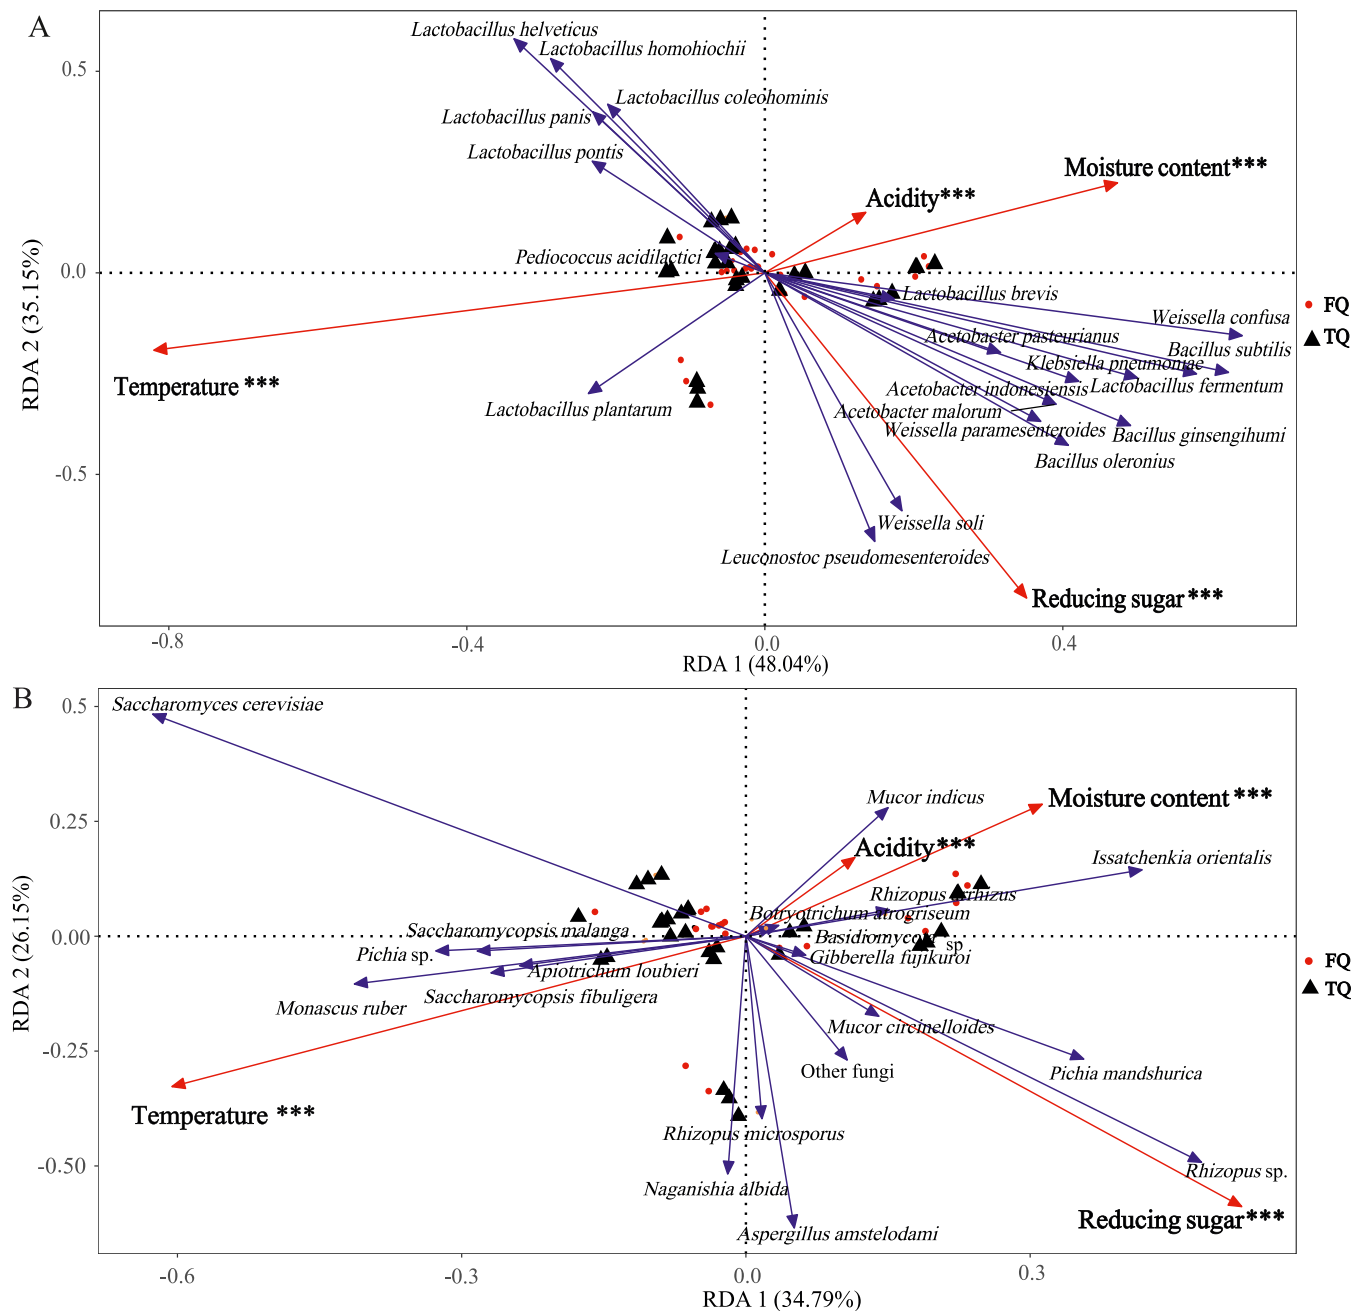 A
Lactobacillus helveticus
Lactobacillus homohiochii
0.5
Lactobacillus coleohominis
Lactobacillus panis
Lactobacillus pontis
Moisture content***
Acidity***
Pediococcus acidilactici
0.0
Lactobacillus brevis
FQ
Weissella confusa
Acetobacter pasteurianus
TQ
Bacillus subtilis
Klebsiella pneumoniae
Temperature ***
Acetobacter indonesiensis
Lactobacillus fermentum
Lactobacillus plantarum
Acetobacter malorum
Weissella paramesenteroides
Bacillus ginsengihumi
Bacillus oleronius
-0.5
Weissella soli
Leuconostoc pseudomesenteroides
Reducing sugar***
RDA 2 (35.15%)
-0.8 -0.4 0.0 0.4
RDA 1 (48.04%)
B
0.5
Saccharomyces cerevisiae
Mucor indicus
Moisture content ***
0.25
Acidity***
Issatchenkia orientalis
Rhizopus arrhizus
Botryotrichum atrogriseum
Saccharomycopsis malanga
0.00
sp
Pichia sp.
Gibberella fujikuroi
FQ
Apiotrichum loubieri
TQ
Saccharomycopsis fibuligera
Monascus ruber
Mucor circinelloides
-0.25
Other fungi
Pichia mandshurica
Temperature ***
Rhizopus microsporus
-0.50
Rhizopus sp.
Naganishia albida
Reducing sugar***
Aspergillus amstelodami
RDA 2 (26.15%)
-0.6 -0.3 0.0 0.3
RDA 1 (34.79%)